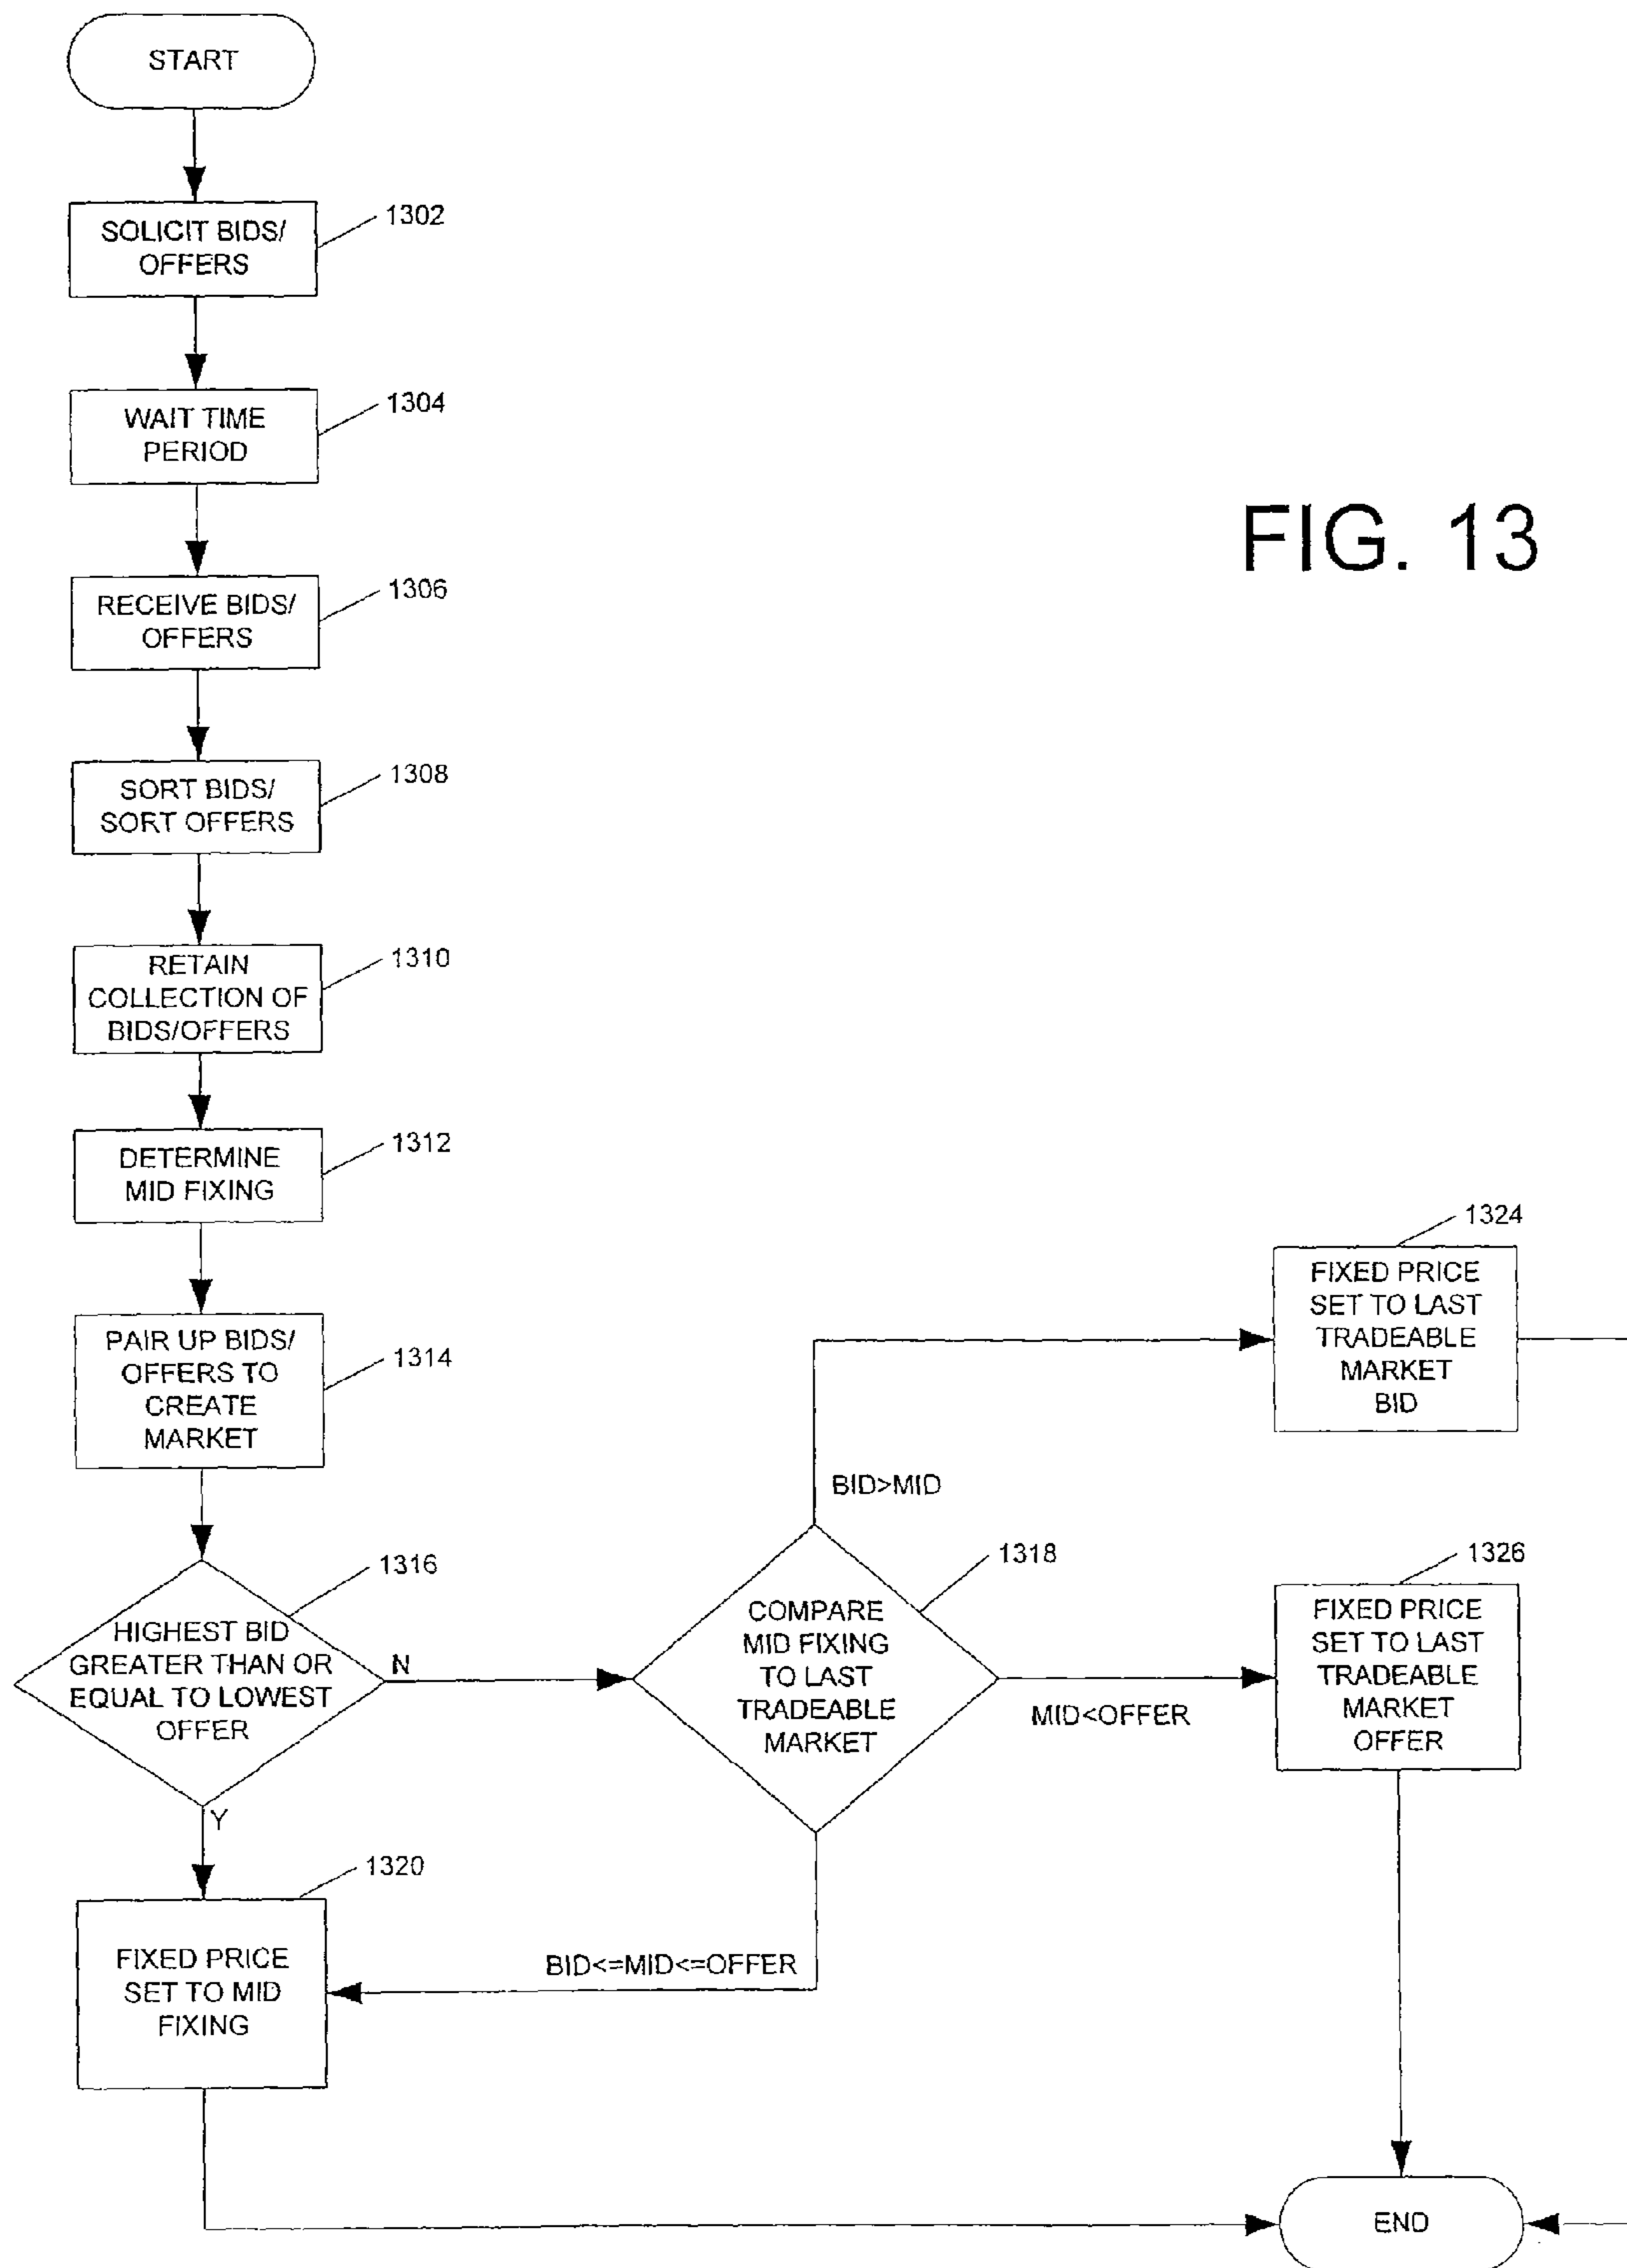 START
1302
SOLICIT BIDS/
OFFERS
1304
WAIT TIME
PERIOD
FIG. 13
1306
RECEIVE BIDS/
OFFERS
1308
SORT BIDS/
SORT OFFERS
1310
RETAIN
COLLECTION OF
BIDS/OFFERS
1312
DETERMINE
MID FIXING
1314
PAIR UP BIDS/
OFFERS TO
CREATE
MARKET
1316
HIGHEST BID
GREATER THAN OR
EQUAL TO LOWEST
OFFER
N
Y
1318
COMPARE
MID FIXING
TO LAST
TRADEABLE
MARKET
BID>MID
1324
FIXED PRICE
SET TO LAST
TRADEABLE
MARKET
BID
MID<OFFER
1326
FIXED PRICE
SET TO LAST
TRADEABLE
MARKET
OFFER
BID<=MID<=OFFER
1320
FIXED PRICE
SET TO MID
FIXING
END